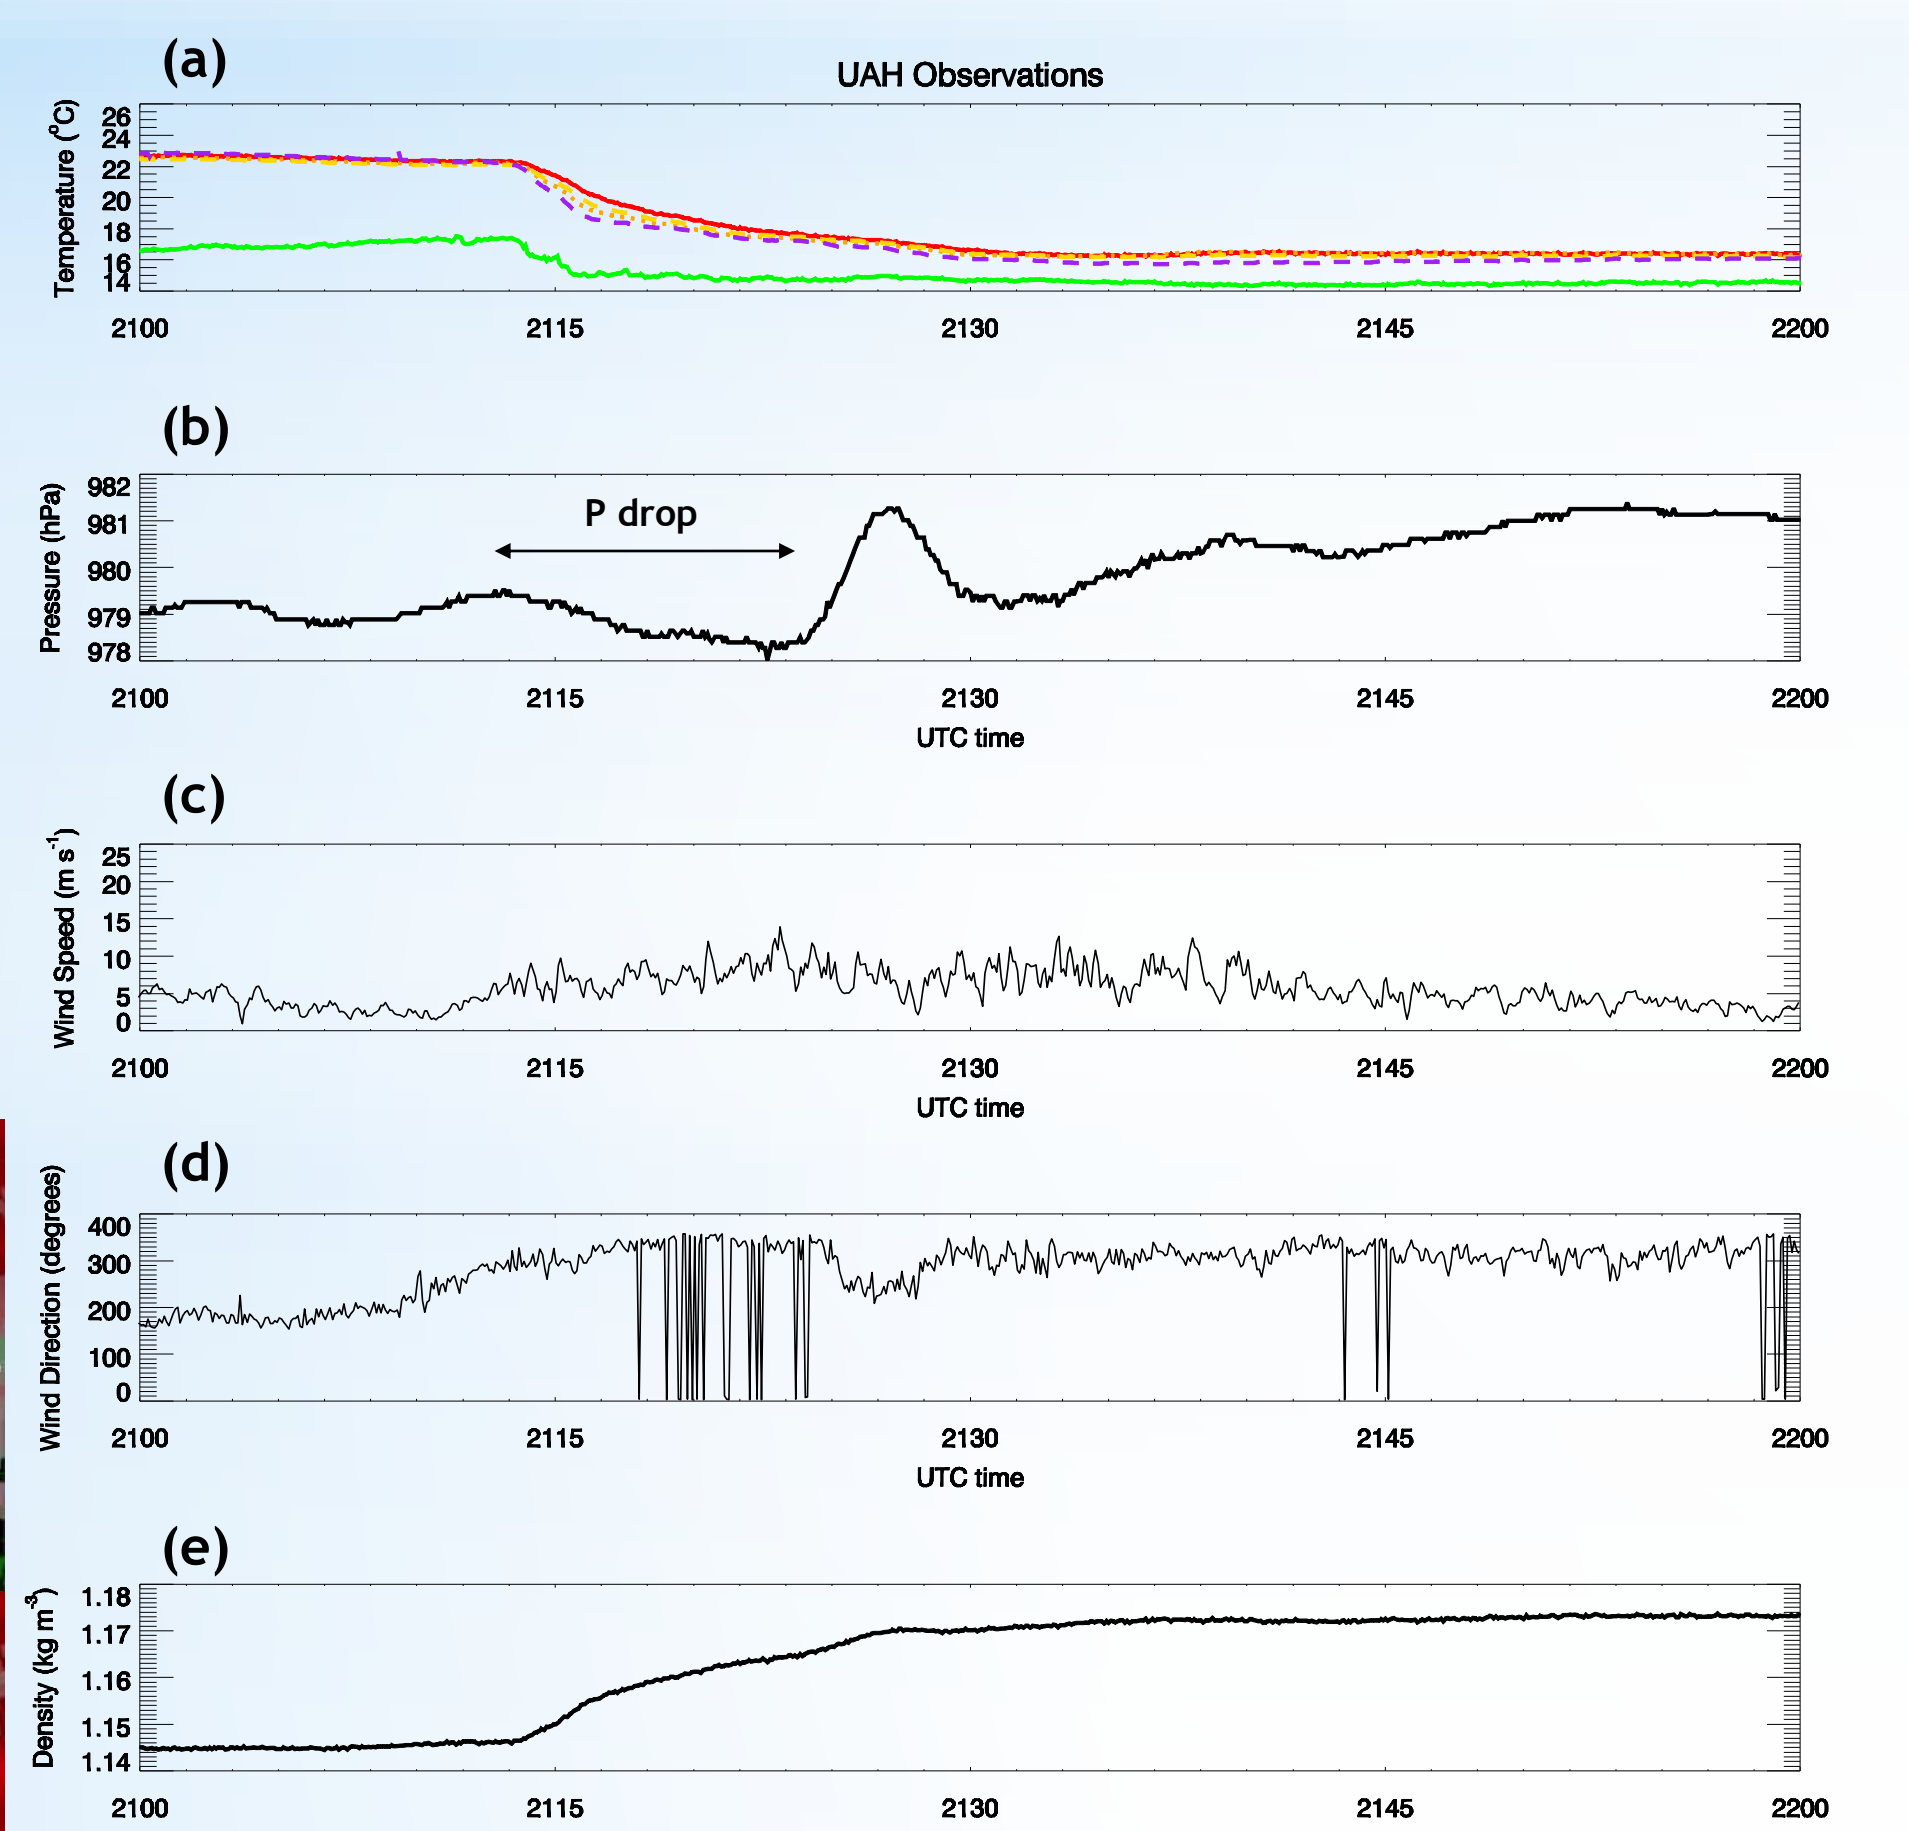 (a)
UAH Observations
Temperature (°C)
26
24
22
20
18
16
14
2100 2115 2130 2145 2200
(b)
P drop
Pressure (hPa)
982
981
980
979
978
2100 2115 2130 2145 2200
UTC time
(c)
Wind Speed (m s⁻¹)
25
20
15
10
5
0
2100 2115 2130 2145 2200
UTC time
(d)
Wind Direction (degrees)
400
300
200
100
0
2100 2115 2130 2145 2200
UTC time
(e)
Density (kg m⁻³)
1.18
1.17
1.16
1.15
1.14
2100 2115 2130 2145 2200